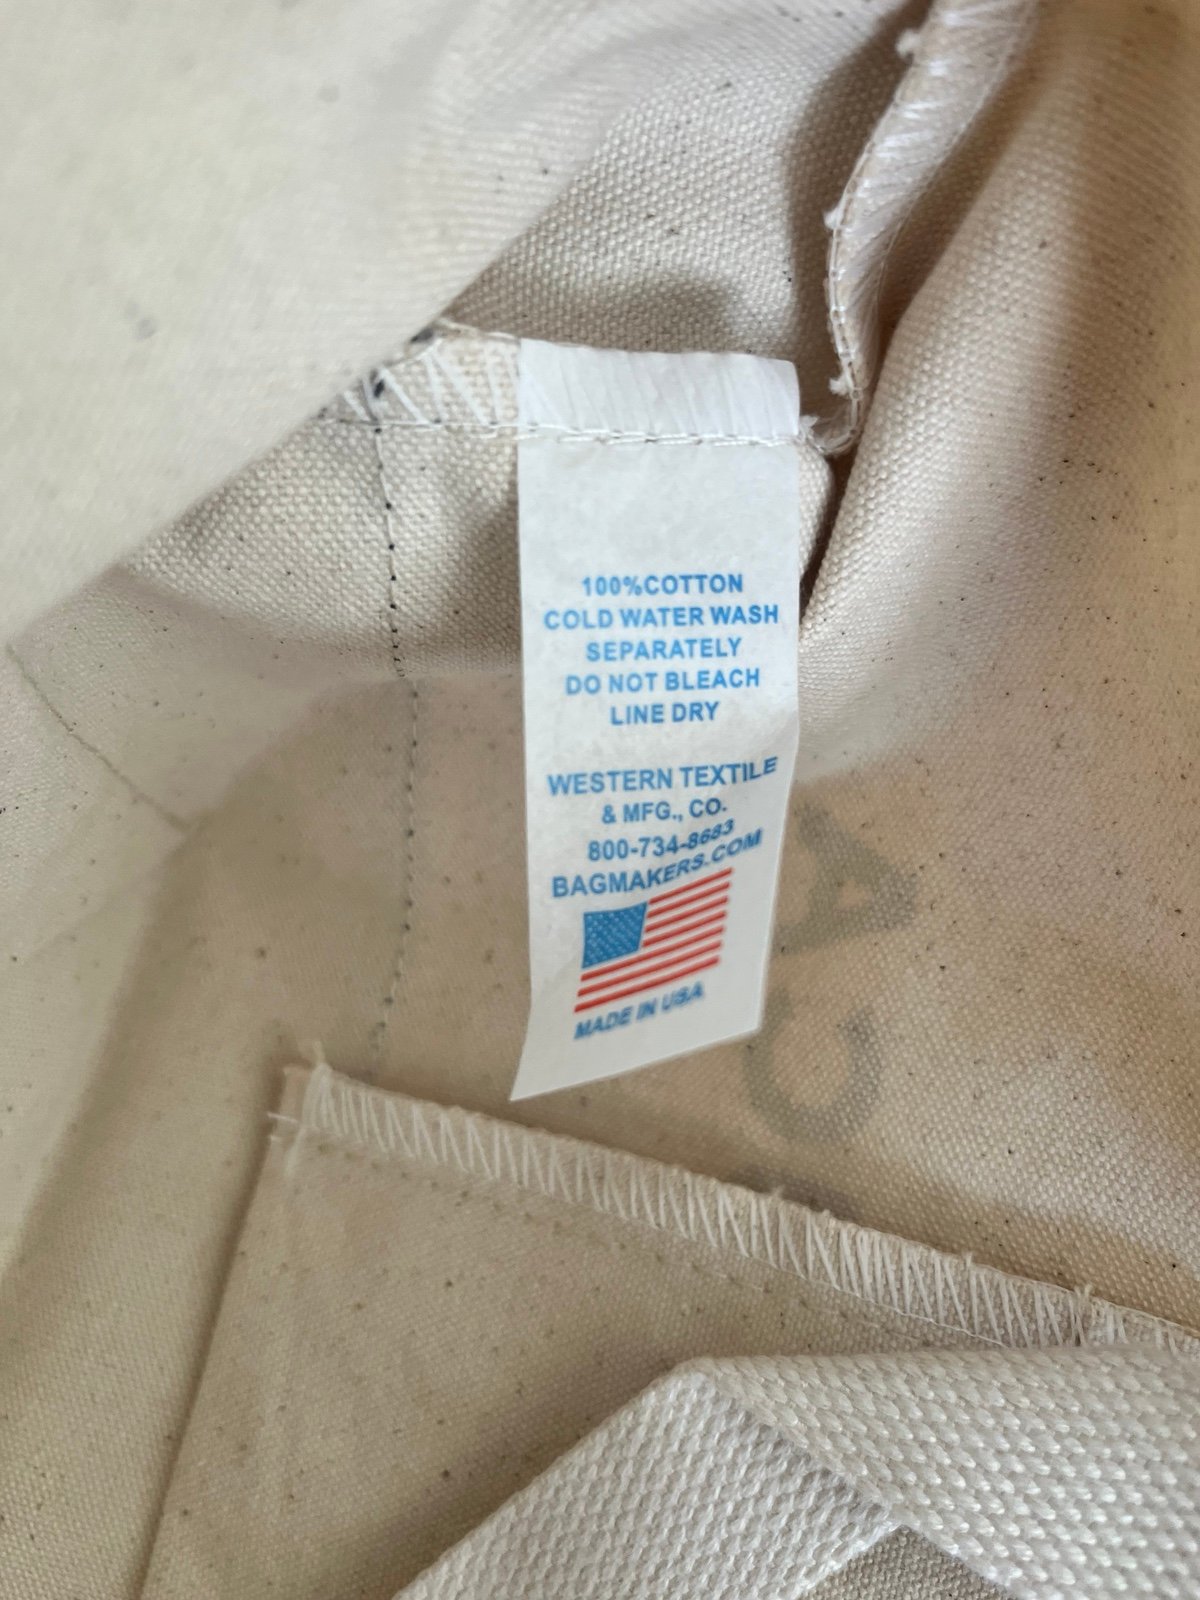 100%COTTON
COLD WATER WASH
SEPARATELY
DO NOT BLEACH
LINE DRY
WESTERN TEXTILE
& MFG., CO.
800-734-8683
BAGMAKERS.COM
MADE IN USA